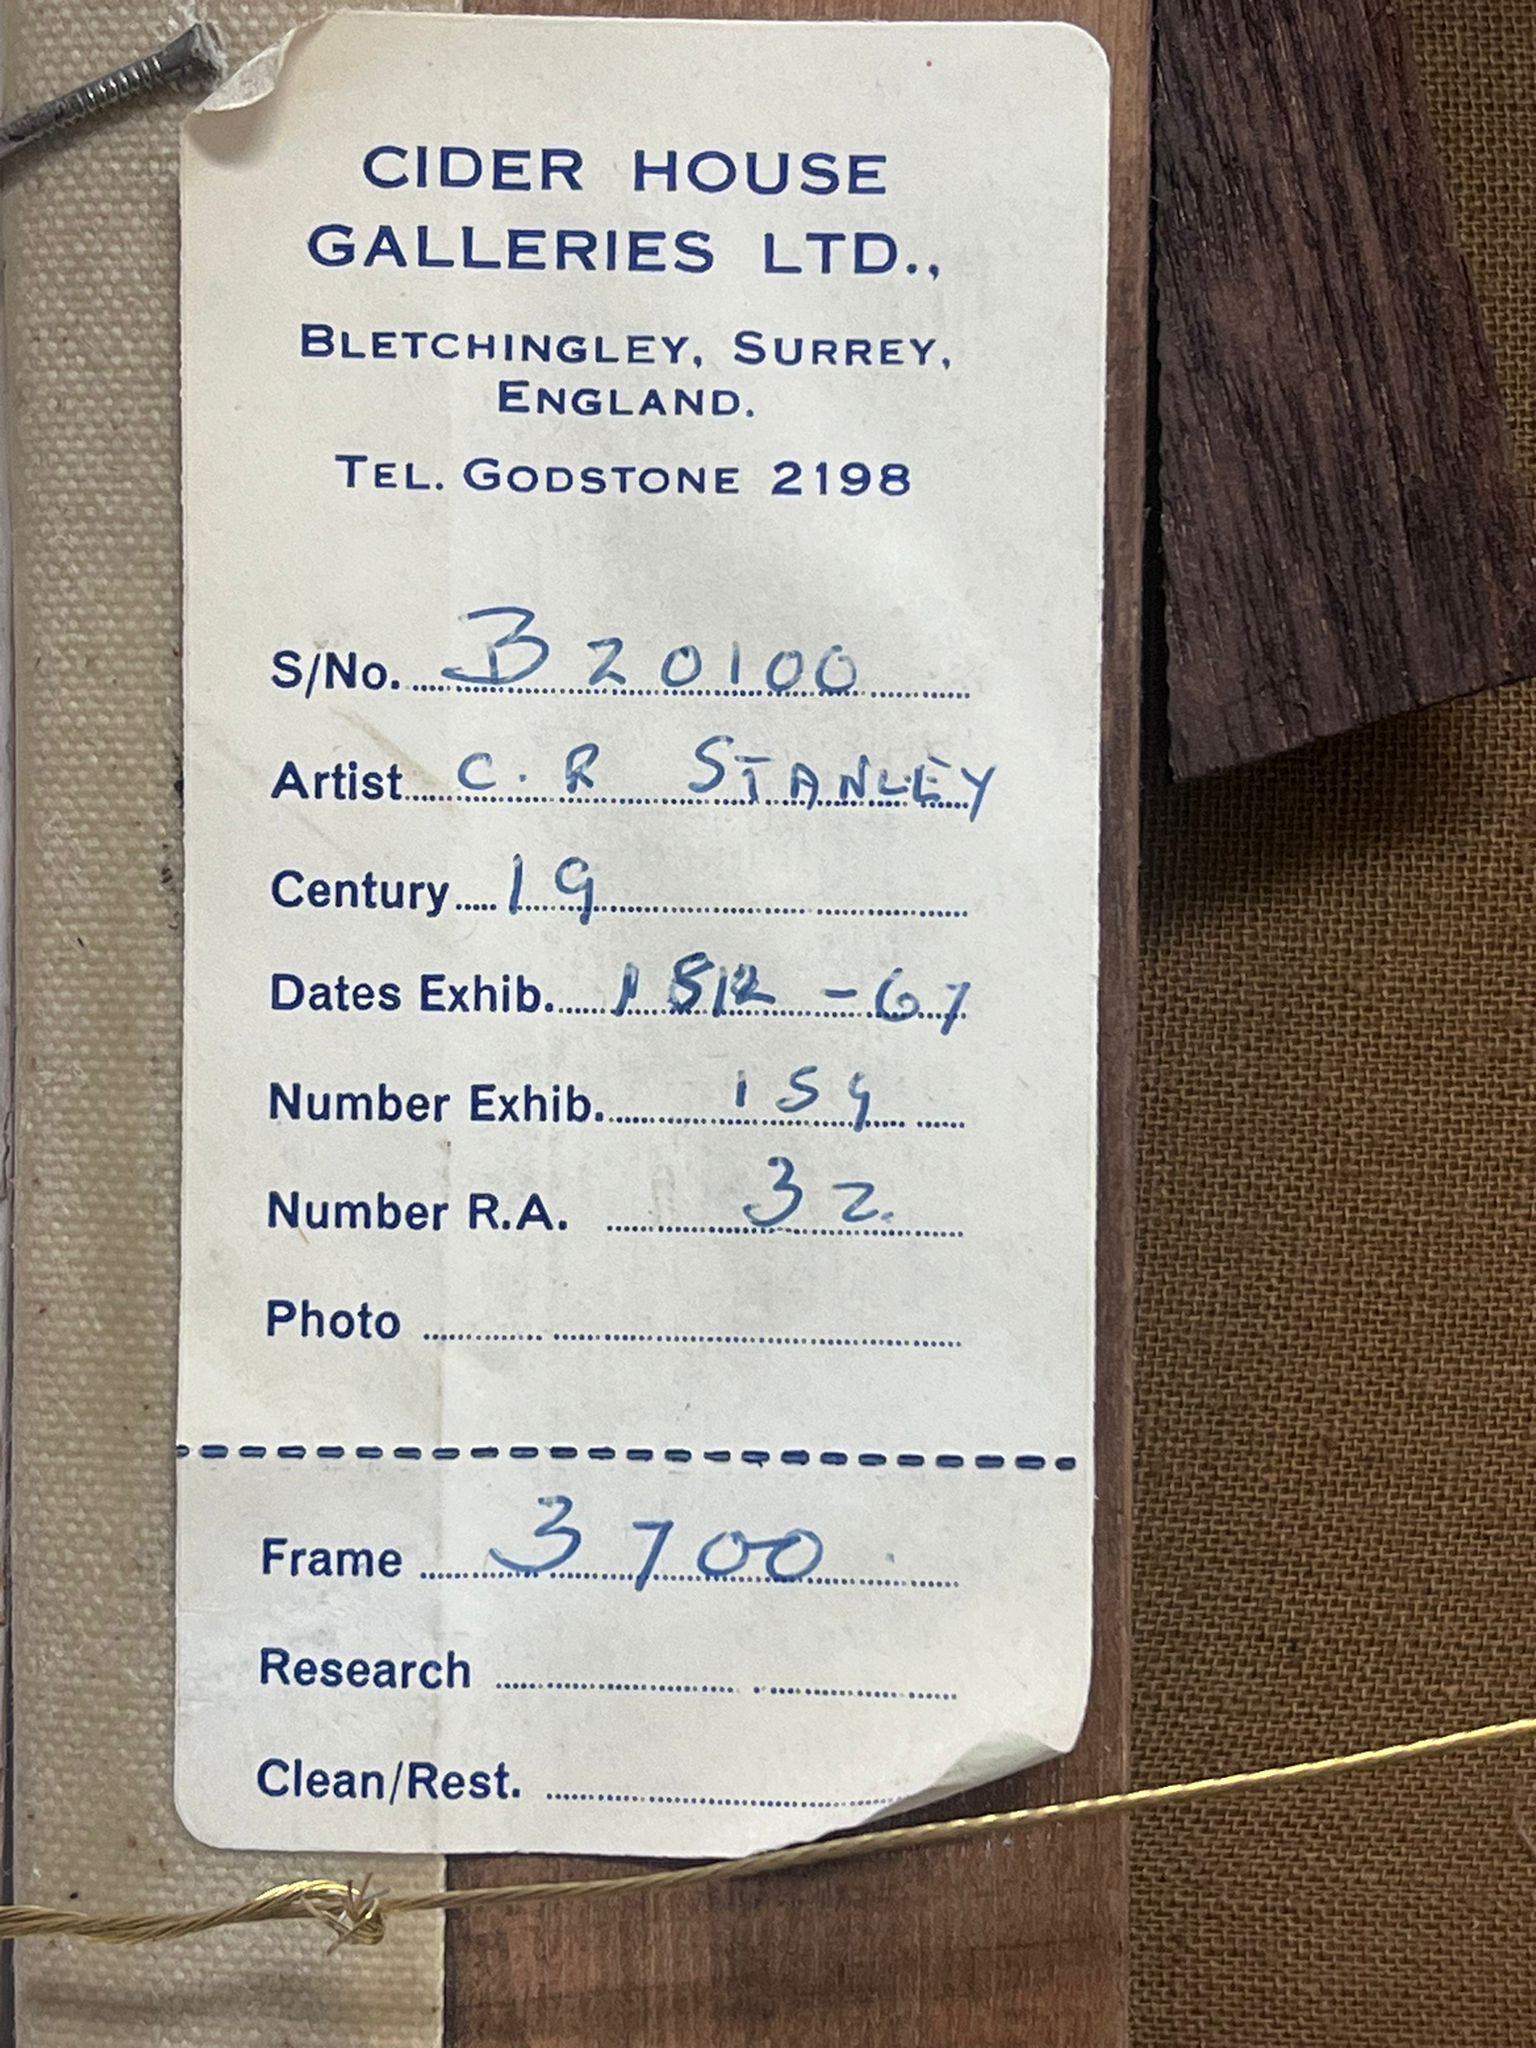 CIDER HOUSE
GALLERIES LTD.,
BLETCHINGLEY, SURREY,
ENGLAND.
TEL. GODSTONE 2198
S/No. B20100
Artist C. R STANLEY
Century 19
Dates Exhib. 1812 - 67
Number Exhib. 159
Number R.A. 32
Photo
Frame 3700
Research
Clean/Rest.